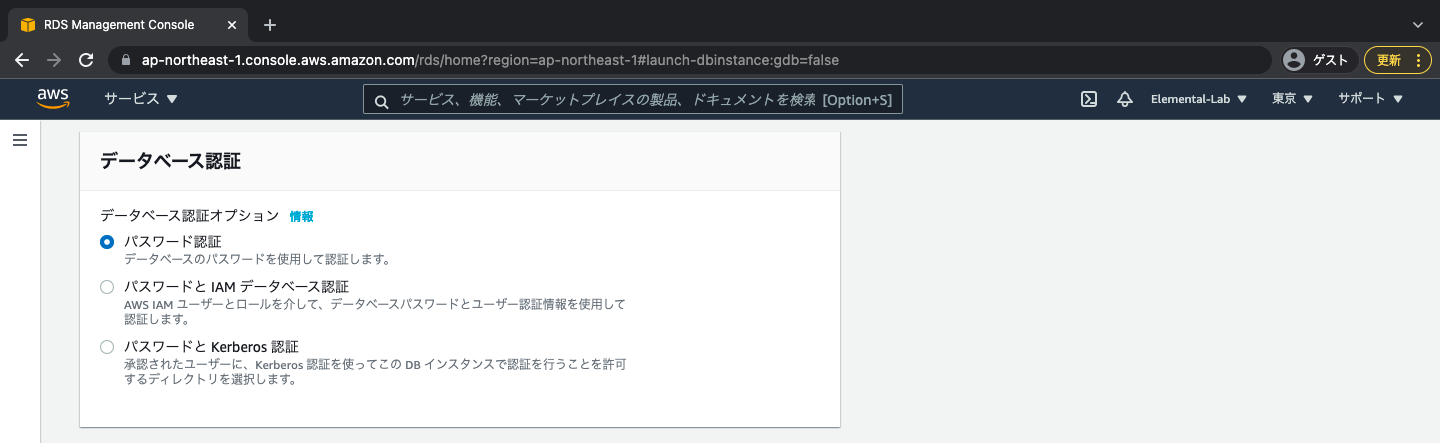 RDS Management Console
ap-northeast-1.console.aws.amazon.com/rds/home?region=ap-northeast-1#launch-dbinstance:gdb=false
ゲスト
更新
aws
サービス
サービス、機能、マーケットプレイスの製品、ドキュメントを検索 [Option+S]
Elemental-Lab
東京
サポート
データベース認証
データベース認証オプション 情報
パスワード認証
データベースのパスワードを使用して認証します。
パスワードと IAM データベース認証
AWS IAM ユーザーとロールを介して、データベースパスワードとユーザー認証情報を使用して
認証します。
パスワードと Kerberos 認証
承認されたユーザーに、Kerberos 認証を使ってこの DB インスタンスで認証を行うことを許可
するディレクトリを選択します。